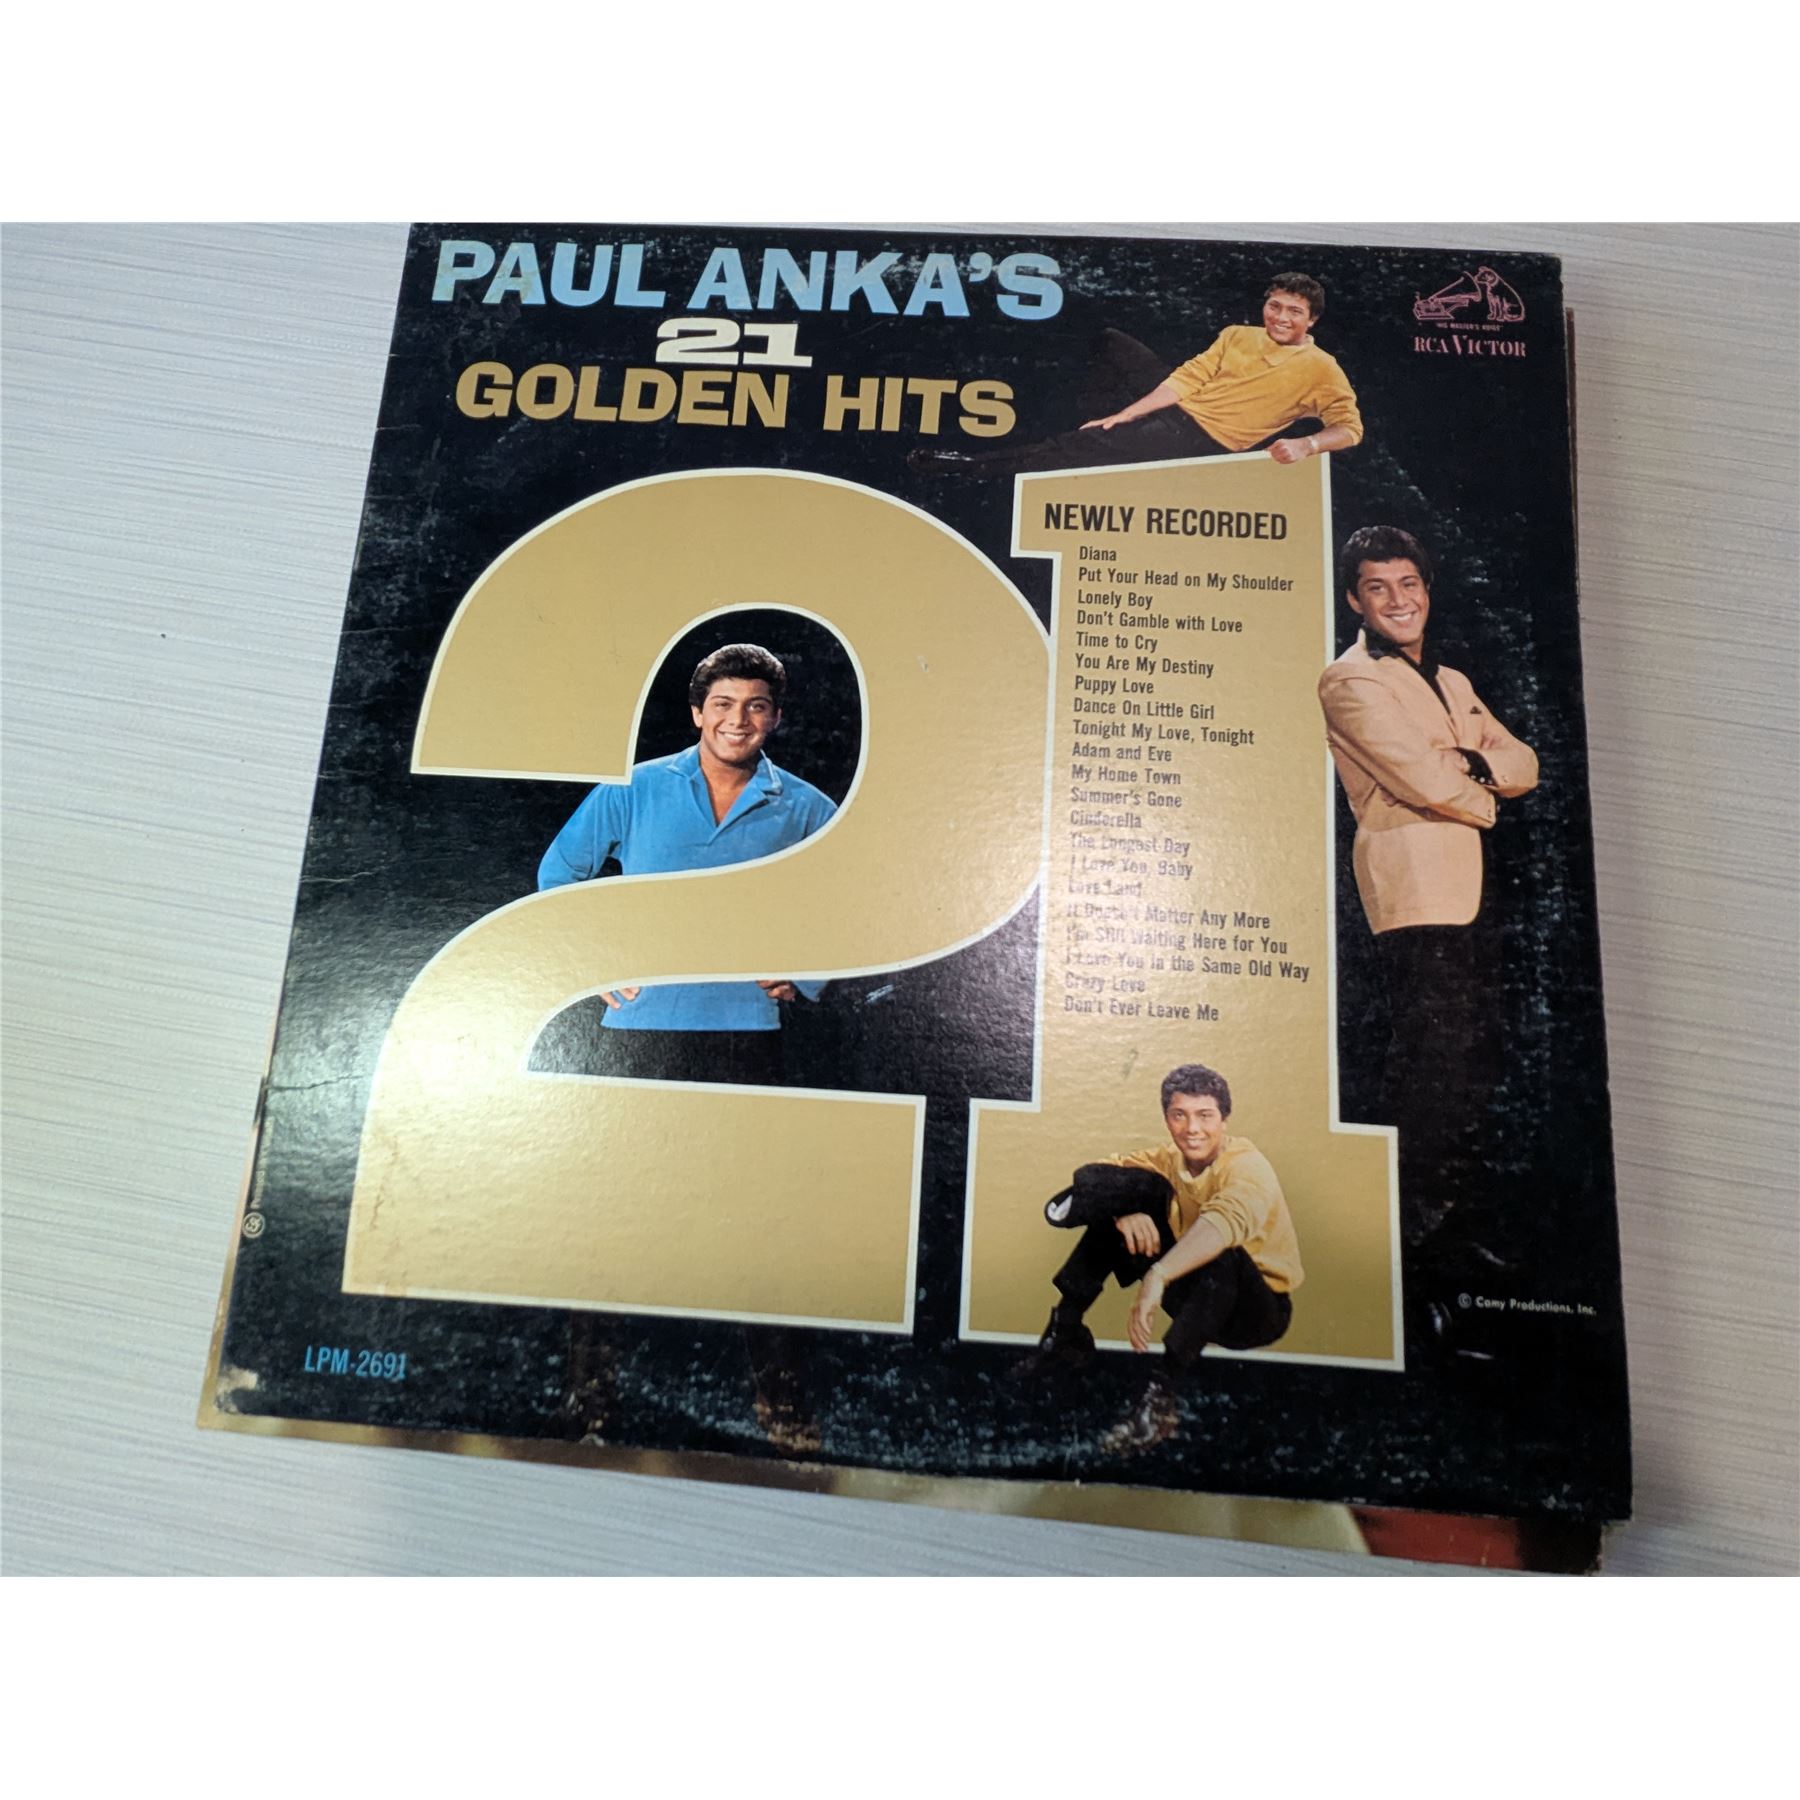 PAUL ANKA'S
21
GOLDEN HITS
"HIS MASTER'S VOICE"
RCA VICTOR
21
NEWLY RECORDED
Diana
Put Your Head on My Shoulder
Lonely Boy
Don't Gamble with Love
Time to Cry
You Are My Destiny
Puppy Love
Dance On Little Girl
Tonight My Love, Tonight
Adam and Eve
My Home Town
Summer's Gone
Cinderella
The Longest Day
I Love You, Baby
Love Land
It Doesn't Matter Any More
I'm Still Waiting Here for You
I Love You in the Same Old Way
Crazy Love
Don't Ever Leave Me
© Camy Productions, Inc.
LPM-2691